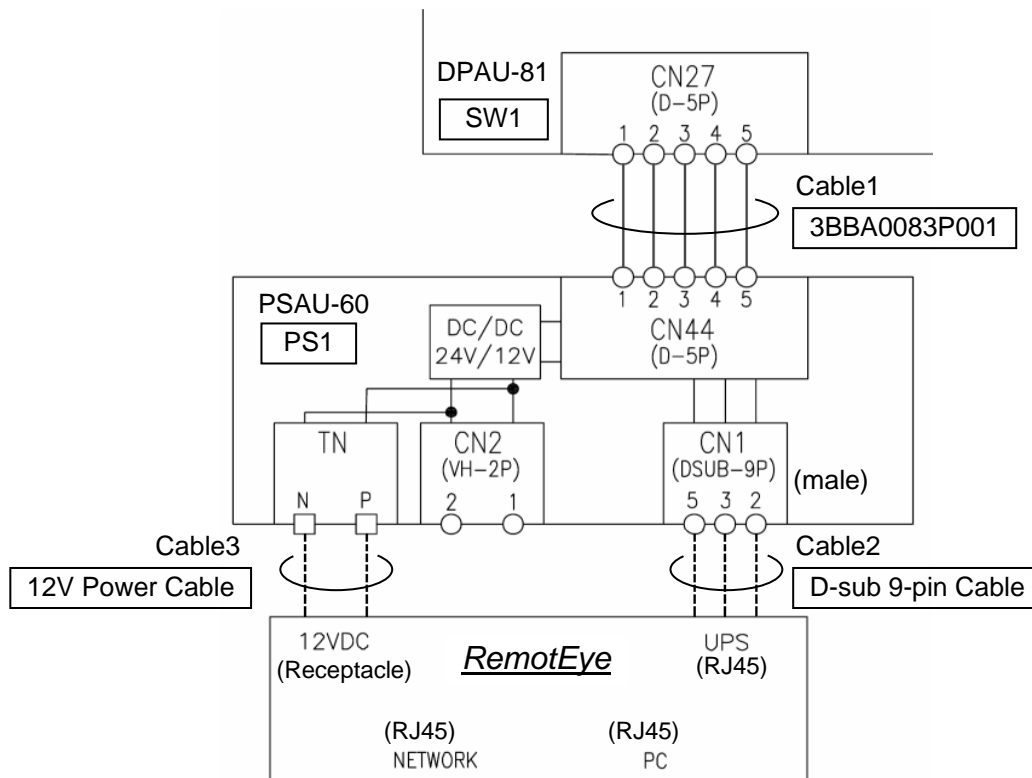 DPAU-81
SW1
CN27
(D-5P)
1 2 3 4 5
Cable1
3BBA0083P001
1 2 3 4 5
PSAU-60
PS1
DC/DC
24V/12V
CN44
(D-5P)
TN
CN2
(VH-2P)
CN1
(DSUB-9P)
(male)
N P
2 1
5 3 2
Cable3
12V Power Cable
Cable2
D-sub 9-pin Cable
12VDC
(Receptacle)
RemotEye
UPS
(RJ45)
(RJ45)
NETWORK
(RJ45)
PC